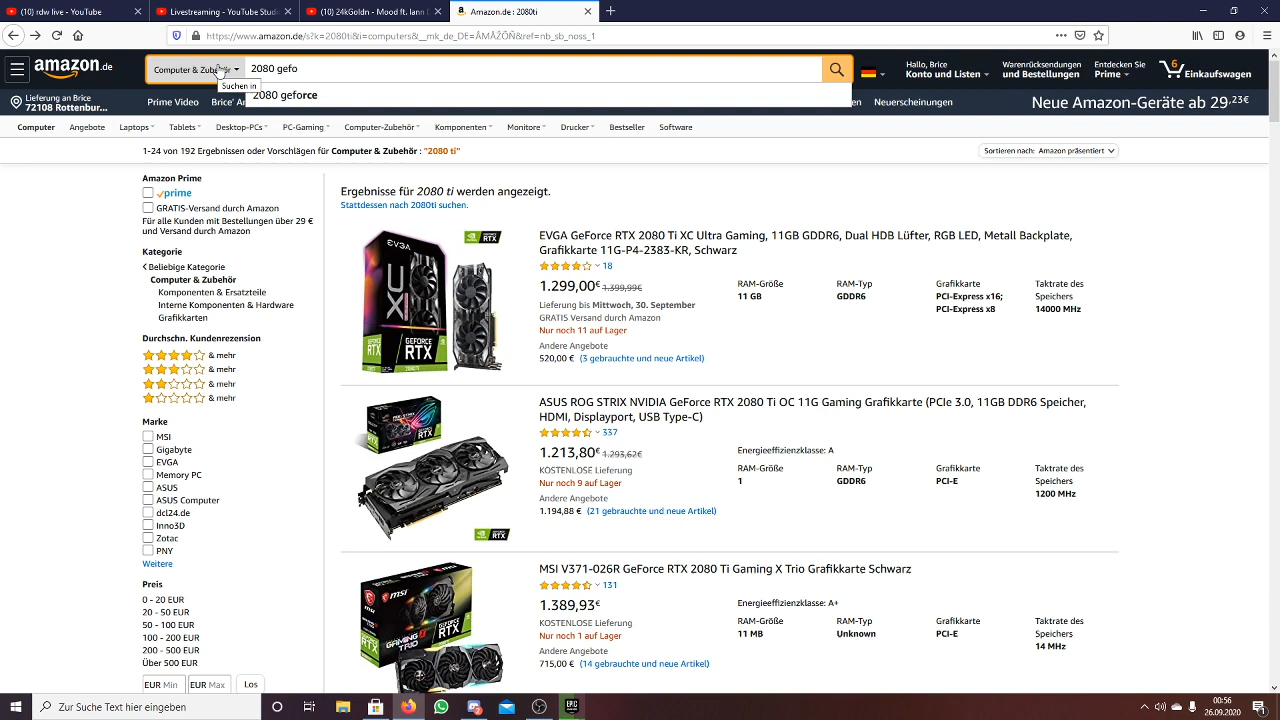 (10) rdw live - YouTube
Livestreaming - YouTube Stud
(10) 24kGoldn - Mood ft. Iann D
Amazon.de : 2080ti
https://www.amazon.de/s?k=2080ti&i=computers&__mk_de_DE=ÅMÅŽÕÑ&ref=nb_sb_noss_1
amazon.de
Computer & Zubehör
2080 gefo
Hallo, Brice
Konto und Listen
Warenrücksendungen
und Bestellungen
Entdecken Sie
Prime
6
Einkaufswagen
Suchen in
2080 geforce
Lieferung an Brice
72108 Rottenbur...
Prime Video
Brice' Ar
en
Neuerscheinungen
Neue Amazon-Geräte ab 29,23€
Computer
Angebote
Laptops
Tablets
Desktop-PCs
PC-Gaming
Computer-Zubehör
Komponenten
Monitore
Drucker
Bestseller
Software
1-24 von 192 Ergebnissen oder Vorschlägen für Computer & Zubehör : "2080 ti"
Sortieren nach: Amazon präsentiert
Amazon Prime
prime
GRATIS-Versand durch Amazon
Für alle Kunden mit Bestellungen über 29 €
und Versand durch Amazon
Kategorie
Beliebige Kategorie
Computer & Zubehör
Komponenten & Ersatzteile
Interne Komponenten & Hardware
Grafikkarten
Durchschn. Kundenrezension
& mehr
& mehr
& mehr
& mehr
Marke
MSI
Gigabyte
EVGA
Memory PC
ASUS
ASUS Computer
dcl24.de
Inno3D
Zotac
PNY
Weitere
Preis
0 - 20 EUR
20 - 50 EUR
50 - 100 EUR
100 - 200 EUR
200 - 500 EUR
Über 500 EUR
EUR Min
EUR Max
Los
Ergebnisse für 2080 ti werden angezeigt.
Stattdessen nach 2080ti suchen.
EVGA GeForce RTX 2080 Ti XC Ultra Gaming, 11GB GDDR6, Dual HDB Lüfter, RGB LED, Metall Backplate,
Grafikkarte 11G-P4-2383-KR, Schwarz
18
1.299,00€ 1.399,99€
Lieferung bis Mittwoch, 30. September
GRATIS Versand durch Amazon
Nur noch 11 auf Lager
Andere Angebote
520,00 € (3 gebrauchte und neue Artikel)
RAM-Größe
11 GB
RAM-Typ
GDDR6
Grafikkarte
PCI-Express x16;
PCI-Express x8
Taktrate des
Speichers
14000 MHz
EVGA
XC
GEFORCE
RTX
RTX
ASUS ROG STRIX NVIDIA GeForce RTX 2080 Ti OC 11G Gaming Grafikkarte (PCIe 3.0, 11GB DDR6 Speicher,
HDMI, Displayport, USB Type-C)
337
1.213,80€ 1.293,62€
KOSTENLOSE Lieferung
Nur noch 9 auf Lager
Andere Angebote
1.194,88 € (21 gebrauchte und neue Artikel)
Energieeffizienzklasse: A
RAM-Größe
1
RAM-Typ
GDDR6
Grafikkarte
PCI-E
Taktrate des
Speichers
1200 MHz
RTX
MSI V371-026R GeForce RTX 2080 Ti Gaming X Trio Grafikkarte Schwarz
131
1.389,93€
KOSTENLOSE Lieferung
Nur noch 1 auf Lager
Andere Angebote
715,00 € (14 gebrauchte und neue Artikel)
Energieeffizienzklasse: A+
RAM-Größe
11 MB
RAM-Typ
Unknown
Grafikkarte
PCI-E
Taktrate des
Speichers
14 MHz
msi
GAMING X
TRIO
RTX
Zur Suche Text hier eingeben
EPIC
00:56
26.09.2020